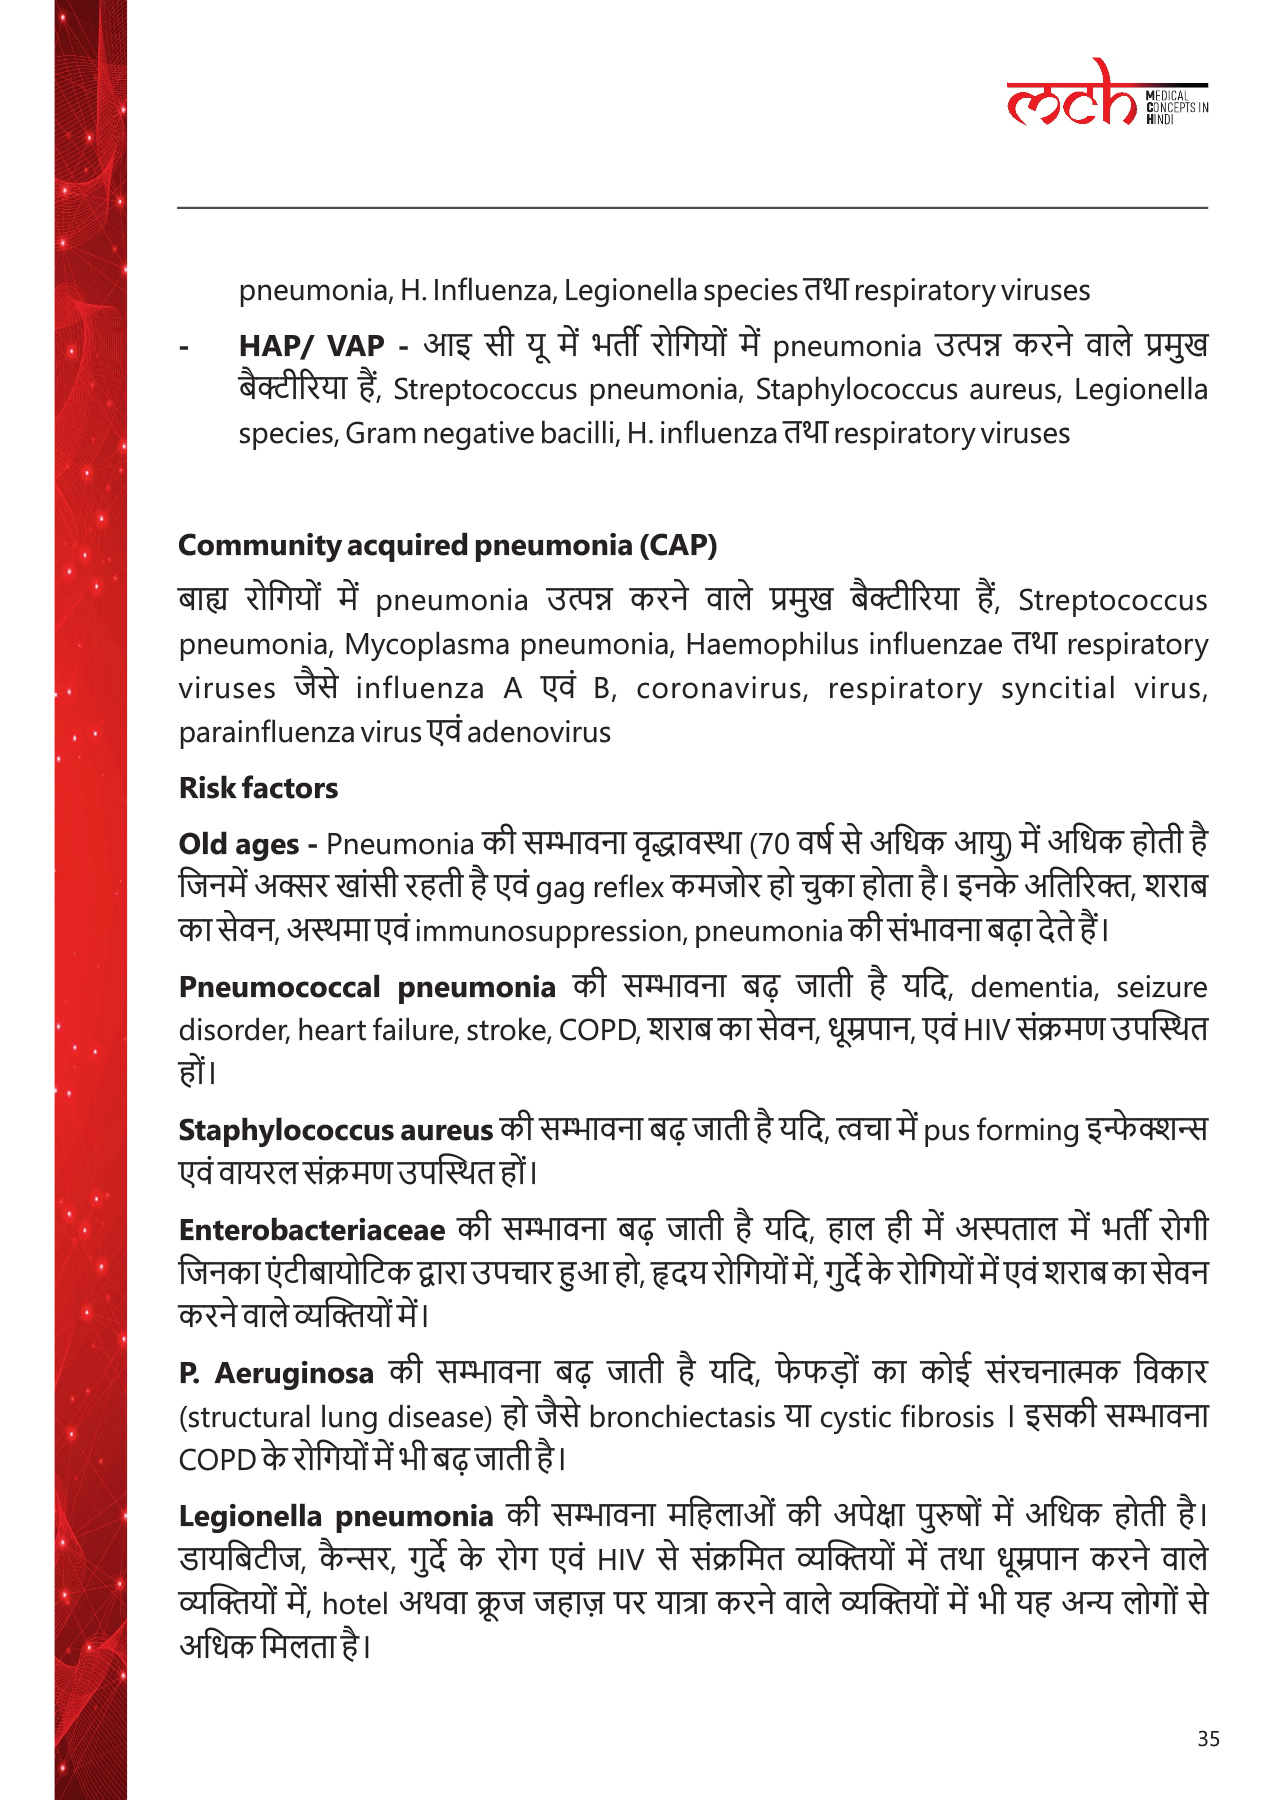 mch MEDICAL
CONCEPTS IN
HINDI
pneumonia, H. Influenza, Legionella species तथा respiratory viruses
- HAP/ VAP - आइ सी यू में भर्ती रोगियों में pneumonia उत्पन्न करने वाले प्रमुख
बैक्टीरिया हैं, Streptococcus pneumonia, Staphylococcus aureus, Legionella
species, Gram negative bacilli, H. influenza तथा respiratory viruses
Community acquired pneumonia (CAP)
बाह्य रोगियों में pneumonia उत्पन्न करने वाले प्रमुख बैक्टीरिया हैं, Streptococcus
pneumonia, Mycoplasma pneumonia, Haemophilus influenzae तथा respiratory
viruses जैसे influenza A एवं B, coronavirus, respiratory syncitial virus,
parainfluenza virus एवं adenovirus
Risk factors
Old ages - Pneumonia की सम्भावना वृद्धावस्था (70 वर्ष से अधिक आयु) में अधिक होती है
जिनमें अक्सर खांसी रहती है एवं gag reflex कमजोर हो चुका होता है। इनके अतिरिक्त, शराब
का सेवन, अस्थमा एवं immunosuppression, pneumonia की संभावना बढ़ा देते हैं।
Pneumococcal pneumonia की सम्भावना बढ़ जाती है यदि, dementia, seizure
disorder, heart failure, stroke, COPD, शराब का सेवन, धूम्रपान, एवं HIV संक्रमण उपस्थित
हों।
Staphylococcus aureus की सम्भावना बढ़ जाती है यदि, त्वचा में pus forming इन्फेक्शन्स
एवं वायरल संक्रमण उपस्थित हों।
Enterobacteriaceae की सम्भावना बढ़ जाती है यदि, हाल ही में अस्पताल में भर्ती रोगी
जिनका एंटीबायोटिक द्वारा उपचार हुआ हो, हृदय रोगियों में, गुर्दे के रोगियों में एवं शराब का सेवन
करने वाले व्यक्तियों में।
P. Aeruginosa की सम्भावना बढ़ जाती है यदि, फेफड़ों का कोई संरचनात्मक विकार
(structural lung disease) हो जैसे bronchiectasis या cystic fibrosis । इसकी सम्भावना
COPD के रोगियों में भी बढ़ जाती है।
Legionella pneumonia की सम्भावना महिलाओं की अपेक्षा पुरुषों में अधिक होती है।
डायबिटीज, कैन्सर, गुर्दे के रोग एवं HIV से संक्रमित व्यक्तियों में तथा धूम्रपान करने वाले
व्यक्तियों में, hotel अथवा क्रूज जहाज़ पर यात्रा करने वाले व्यक्तियों में भी यह अन्य लोगों से
अधिक मिलता है।
35